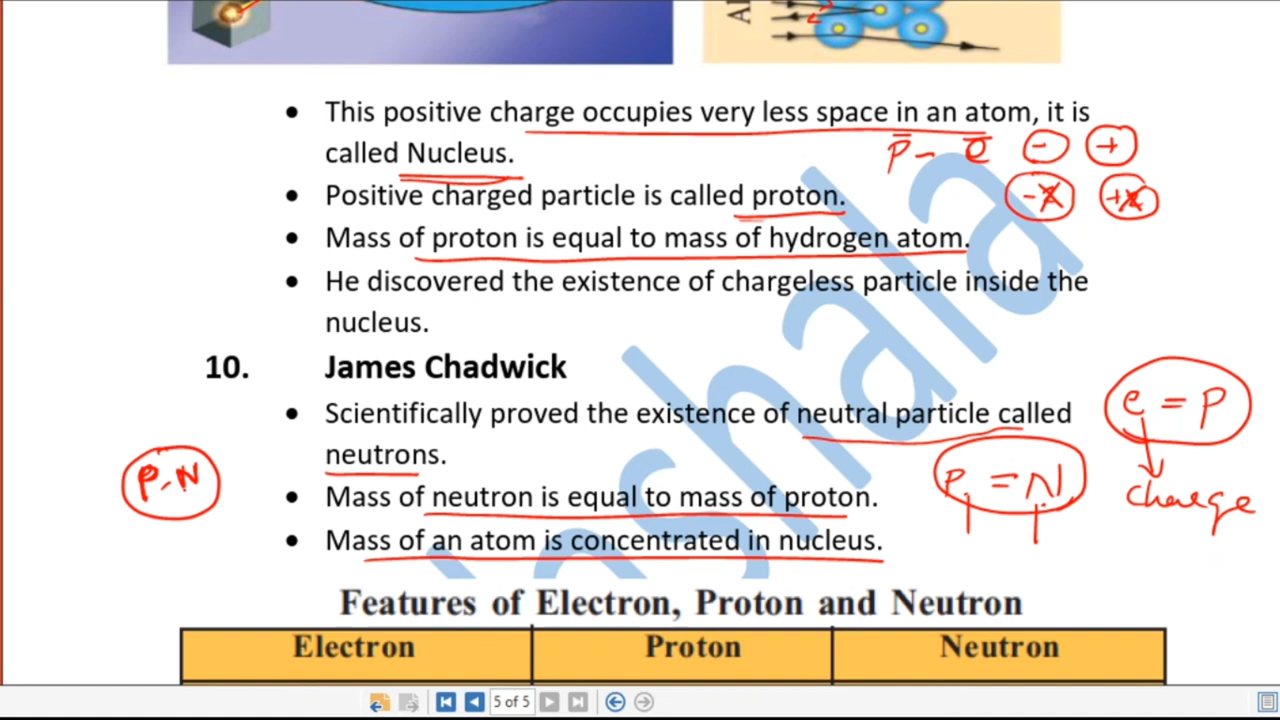 Al
• This positive charge occupies very less space in an atom, it is
called Nucleus.
p̄ - ē - +
• Positive charged particle is called proton.
• Mass of proton is equal to mass of hydrogen atom.
• He discovered the existence of chargeless particle inside the
nucleus.
10. James Chadwick
• Scientifically proved the existence of neutral particle called
neutrons.
e = P
charge
P = N
P - N
• Mass of neutron is equal to mass of proton.
• Mass of an atom is concentrated in nucleus.
Features of Electron, Proton and Neutron
Electron Proton Neutron
5 of 5